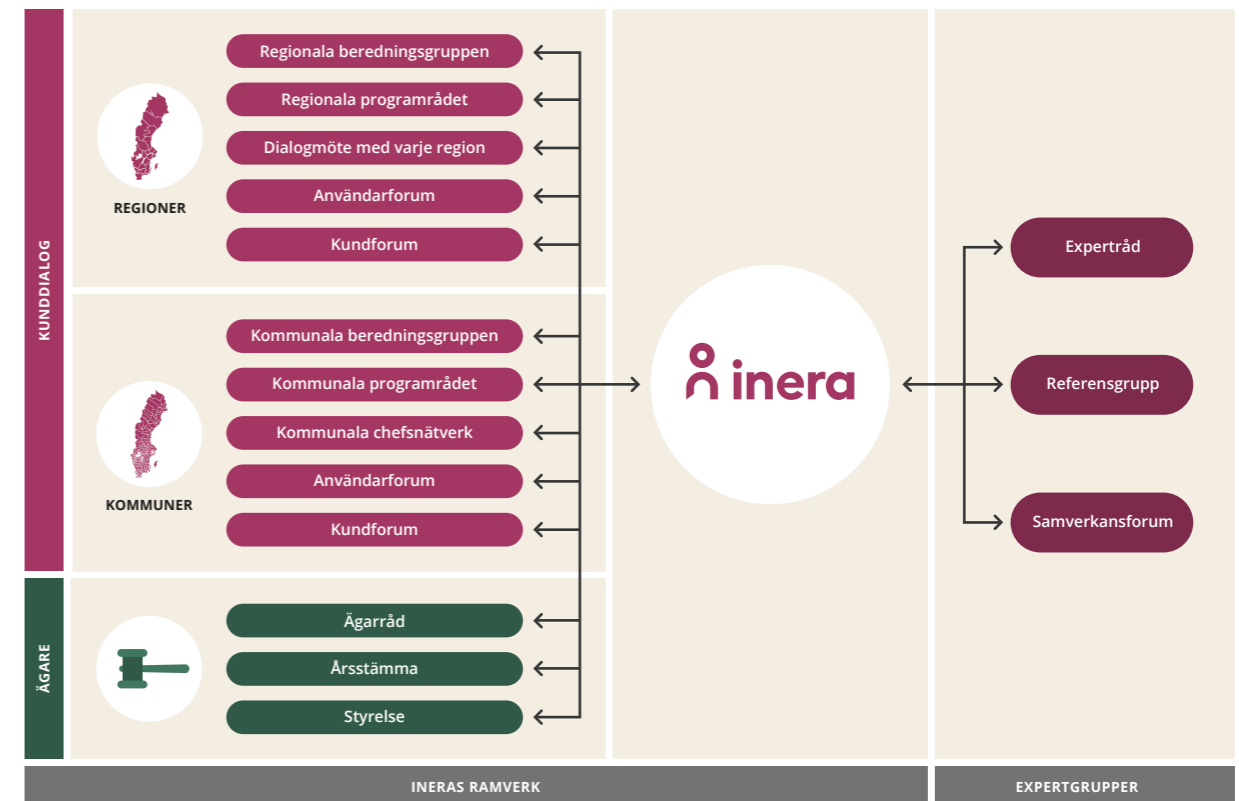 KUNDDIALOG
REGIONER
Regionala beredningsgruppen
Regionala programrådet
Dialogmöte med varje region
Användarforum
Kundforum
KOMMUNER
Kommunala beredningsgruppen
Kommunala programrådet
Kommunala chefsnätverk
Användarforum
Kundforum
ÄGARE
Ägarråd
Årsstämma
Styrelse
inera
Expertråd
Referensgrupp
Samverkansforum
INERAS RAMVERK
EXPERTGRUPPER